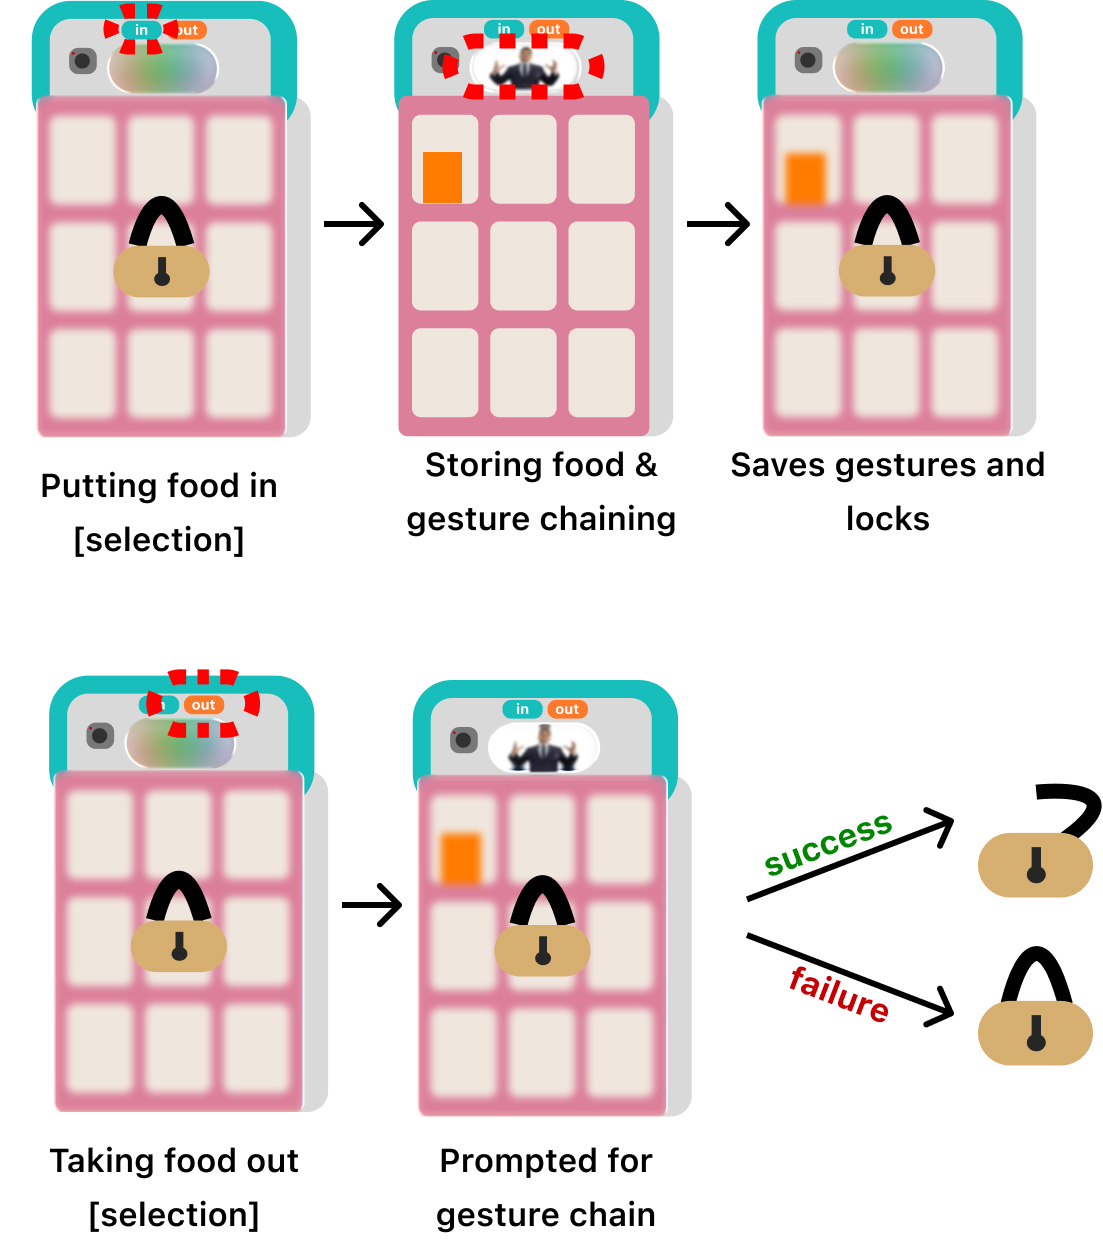 in out
in out
in out
Putting food in
[selection]
Storing food &
gesture chaining
Saves gestures and
locks
out
in out
success
failure
Taking food out
[selection]
Prompted for
gesture chain